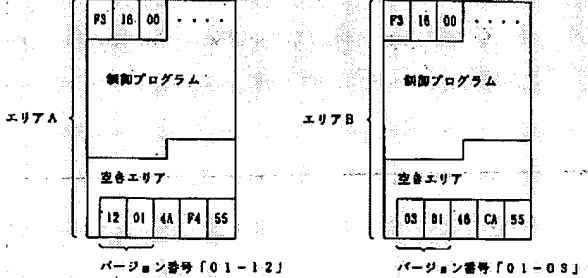 F3 16 00 ････
制御プログラム
エリアA
空きエリア
12 01 4A F4 55
バージョン番号「01-12」
F3 16 00 ････
制御プログラム
エリアB
空きエリア
03 01 46 CA 55
バージョン番号「01-03」